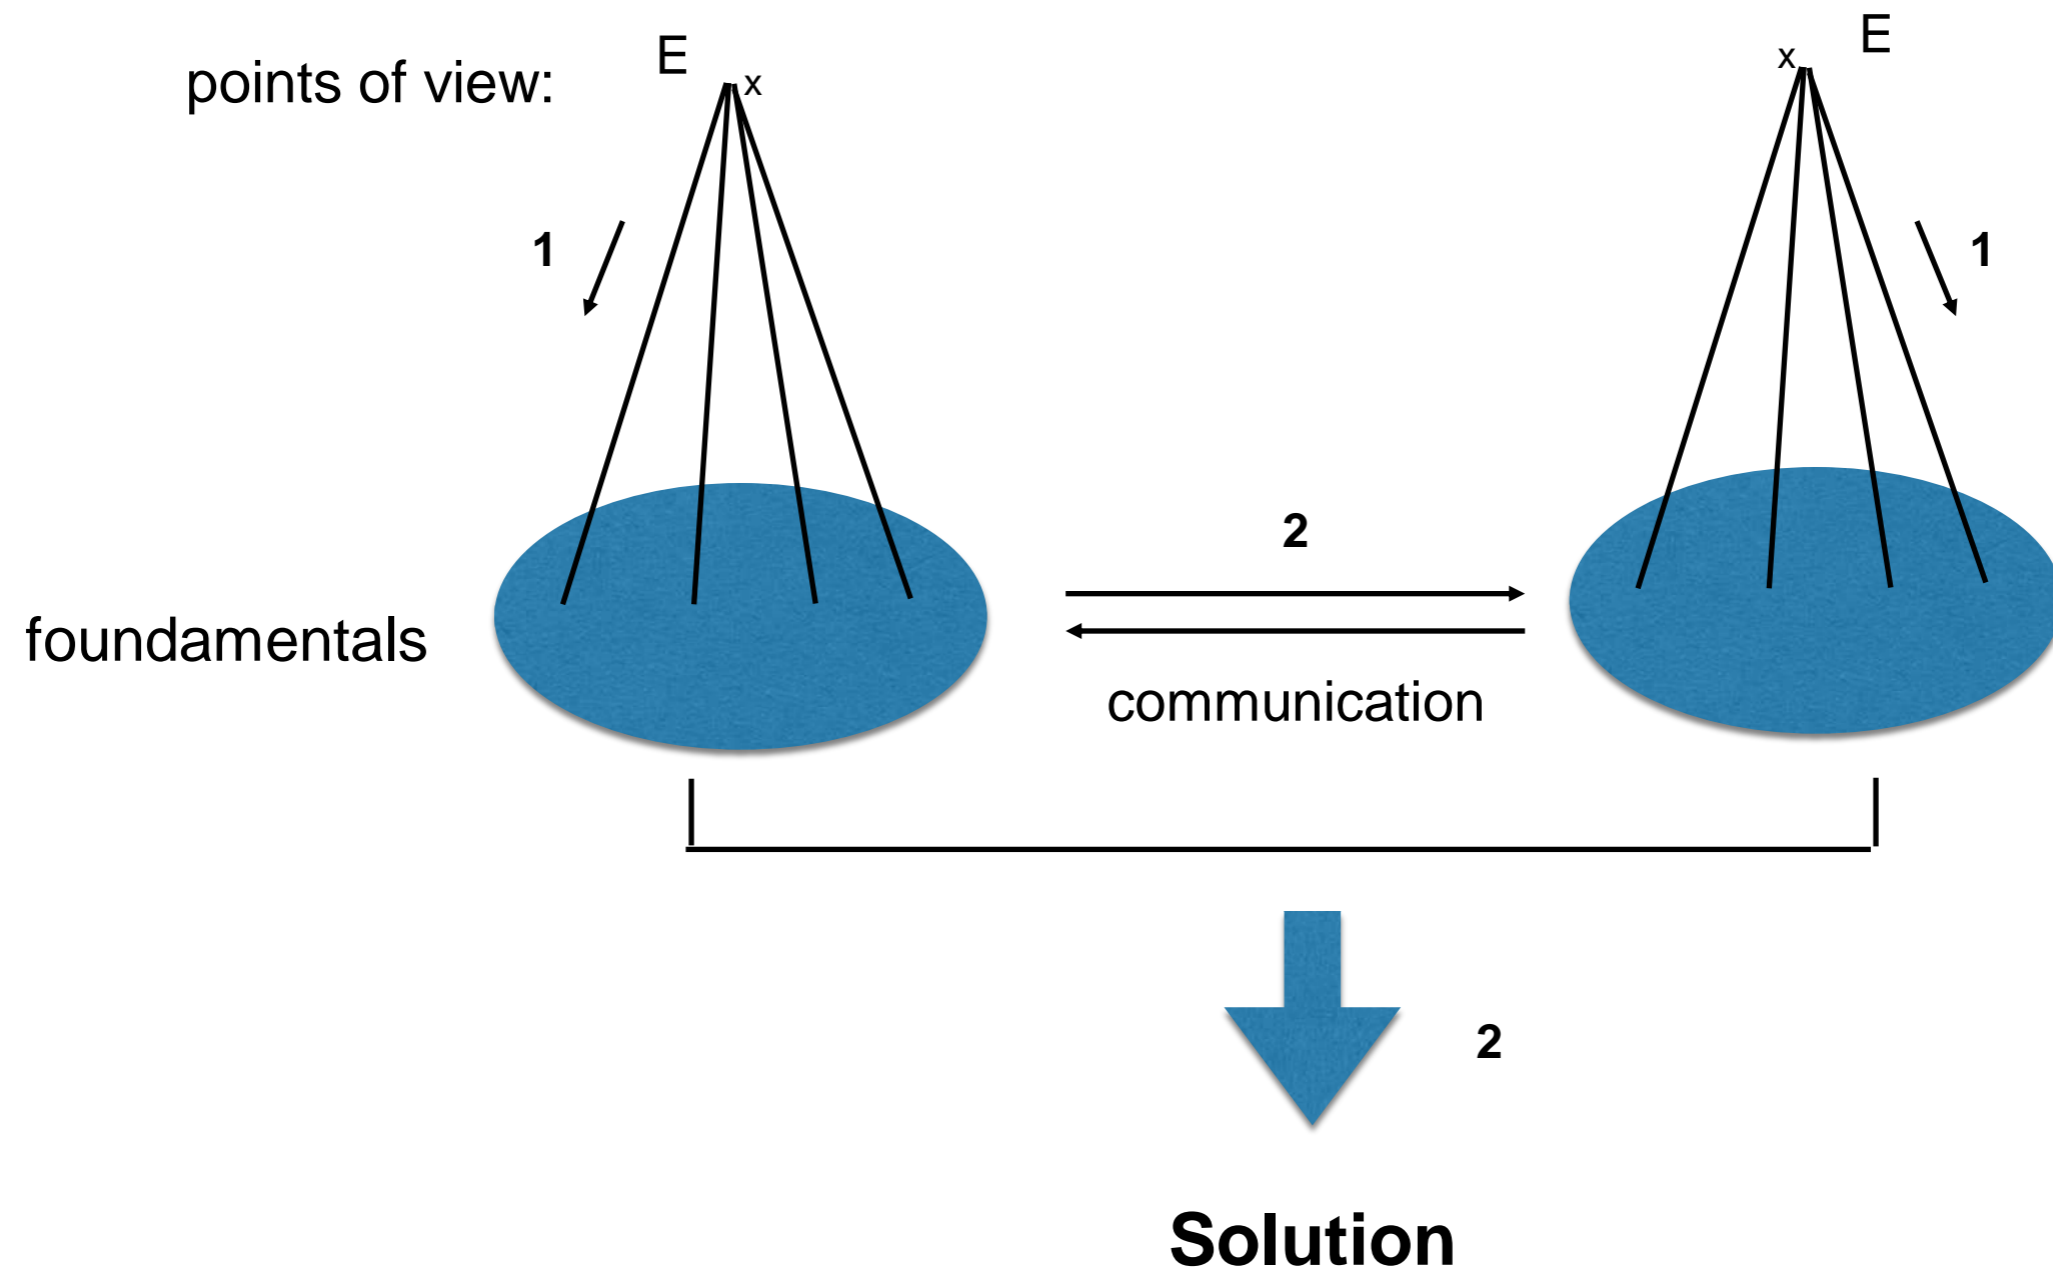 E
E
points of view:
x
x
1
1
2
foundamentals
communication
2
Solution